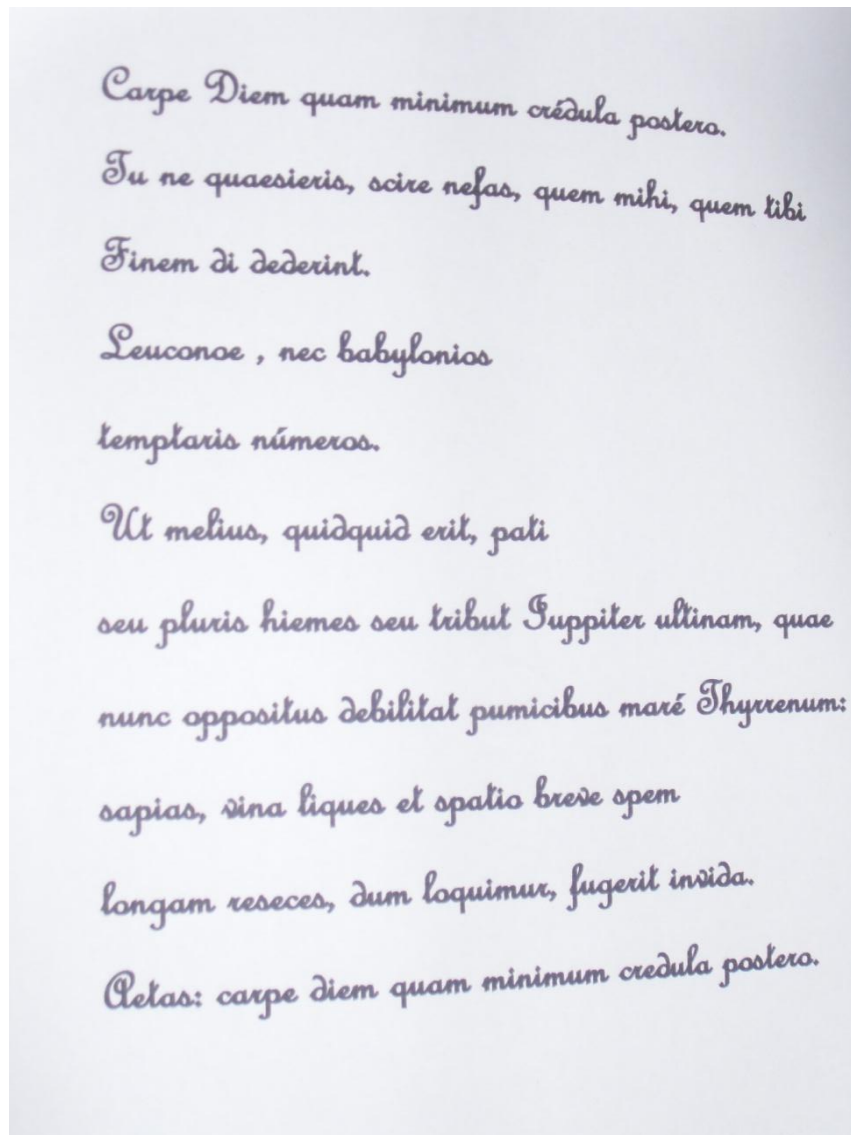 Carpe Diem quam minimum crédula postero.
Tu ne quaesieris, scire nefas, quem mihi, quem tibi
Finem di dederint.
Leuconoe , nec babylonios
temptaris números.
Ut melius, quidquid erit, pati
seu pluris hiemes seu tribut Iuppiter ultinam, quae
nunc oppositus debilitat pumicibus maré Thyrrenum:
sapias, vina liques et spatio breve spem
longam reseces, dum loquimur, fugerit invida.
Aetas: carpe diem quam minimum credula postero.